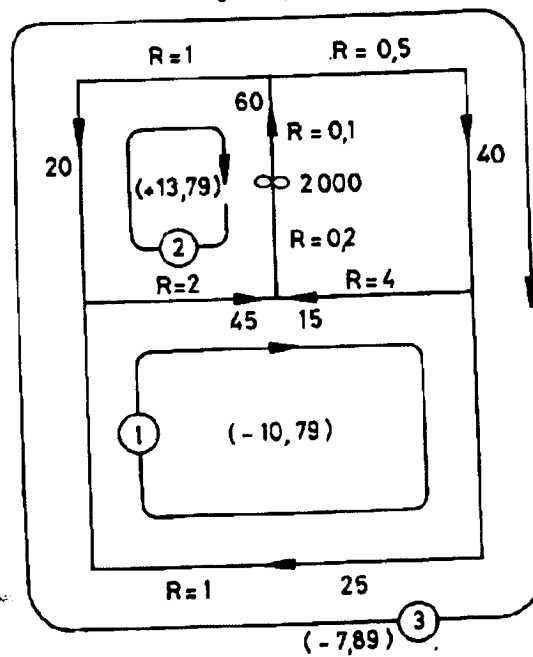 R=1
R=0,5
60
R=0,1
20
40
(+13,79)
2000
2
R=0,2
R=2
R=4
45
15
1
(-10,79)
R=1
25
3
(-7,89)